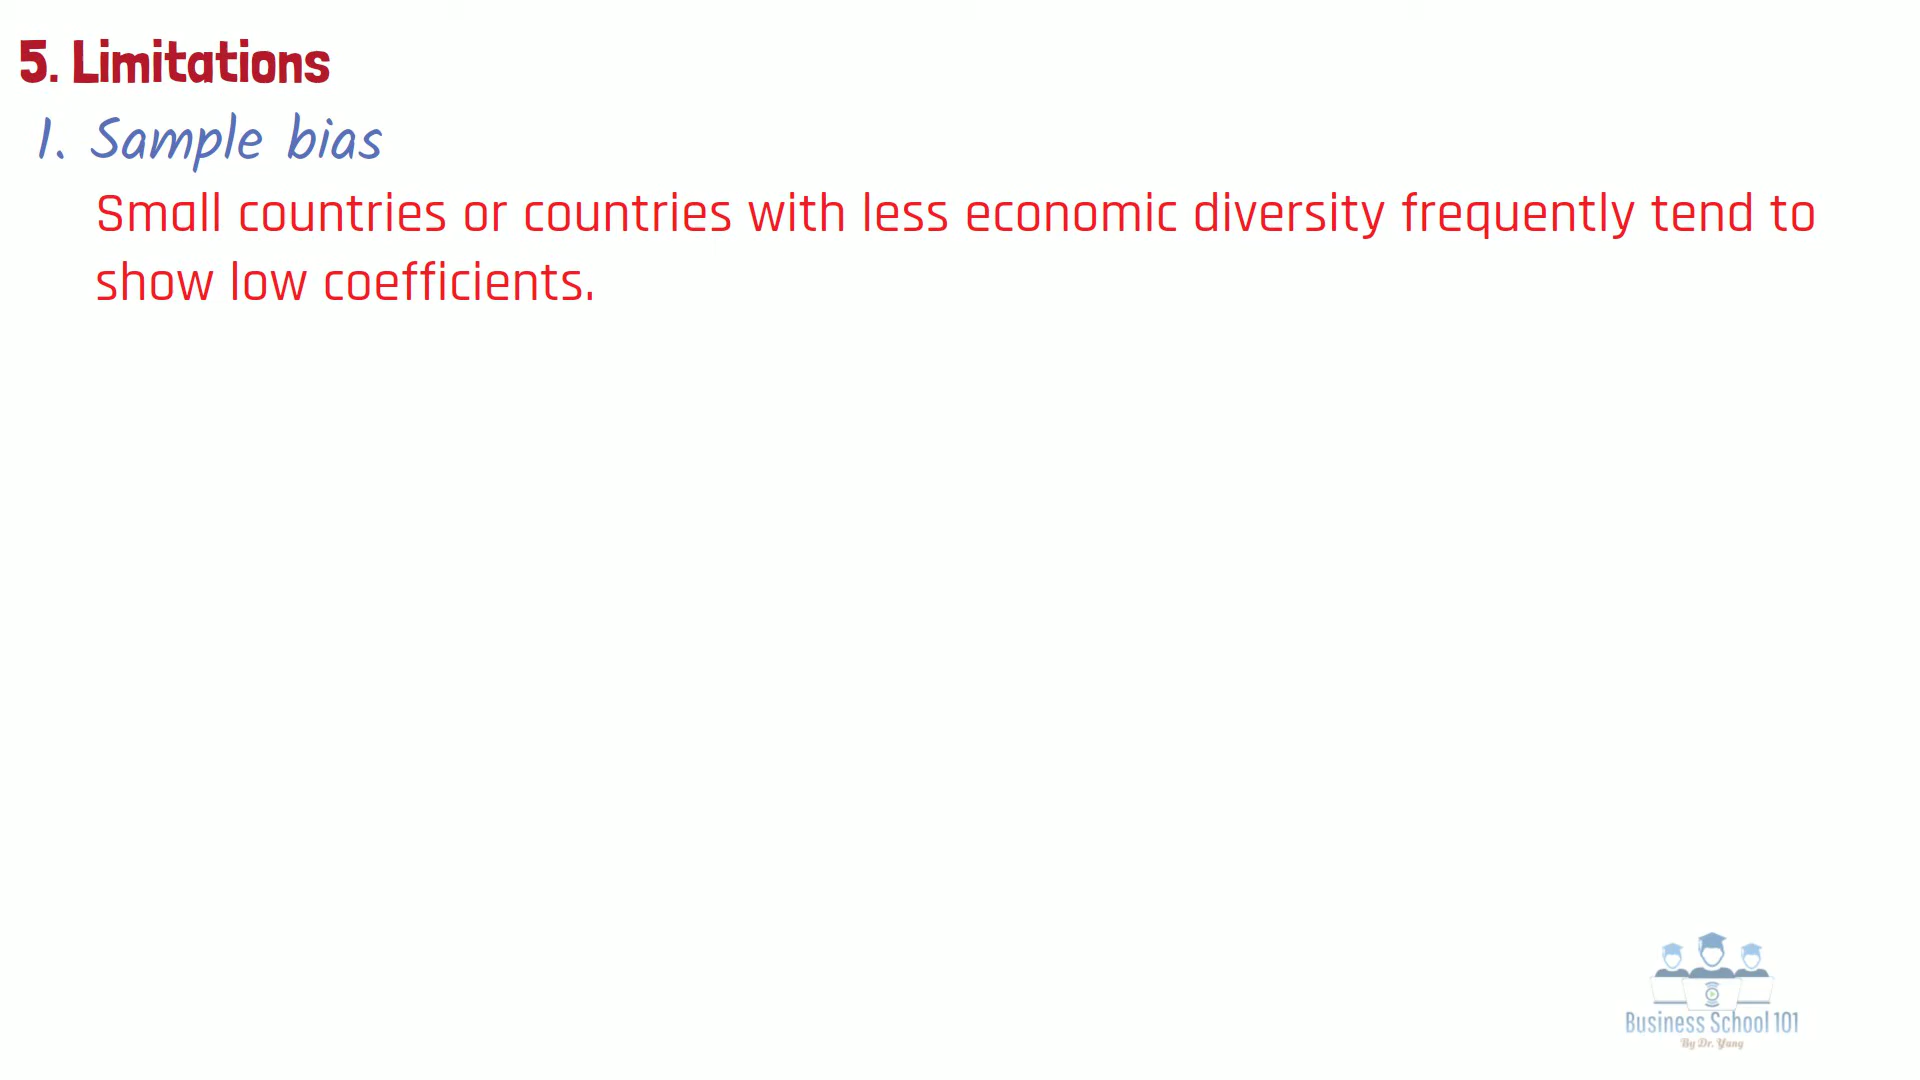 5. Limitations
1. Sample bias
Small countries or countries with less economic diversity frequently tend to
show low coefficients.
Business School 101
By Dr. Yang